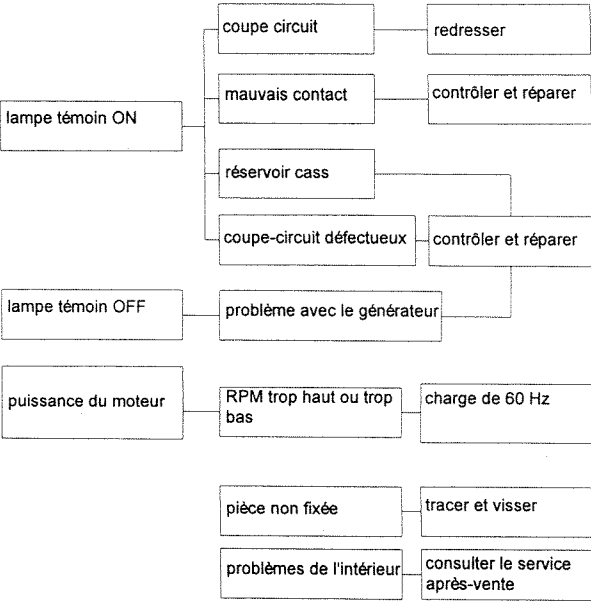 coupe circuit
redresser
mauvais contact
contrôler et réparer
lampe témoin ON
réservoir cass
coupe-circuit défectueux
contrôler et réparer
lampe témoin OFF
problème avec le générateur
puissance du moteur
RPM trop haut ou trop
bas
charge de 60 Hz
pièce non fixée
tracer et visser
problèmes de l'intérieur
consulter le service
après-vente